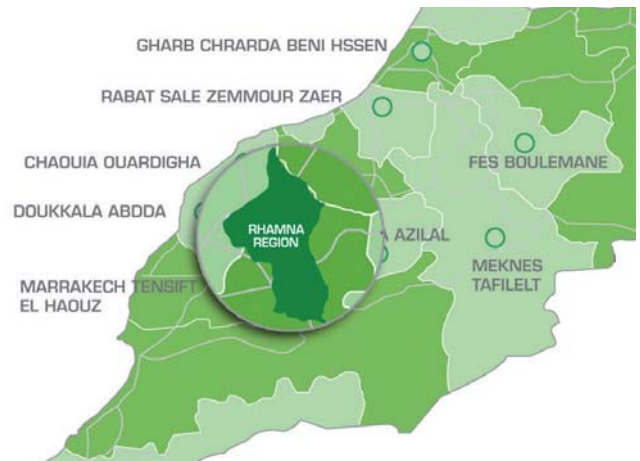 GHARB CHRARDA BENI HSSEN
RABAT SALE ZEMMOUR ZAER
CHAOUIA OUARDIGHA
FES BOULEMANE
DOUKKALA ABDDA
RHAMNA
REGION
AZILAL
MEKNES
TAFILELT
MARRAKECH TENSIFT
EL HAOUZ